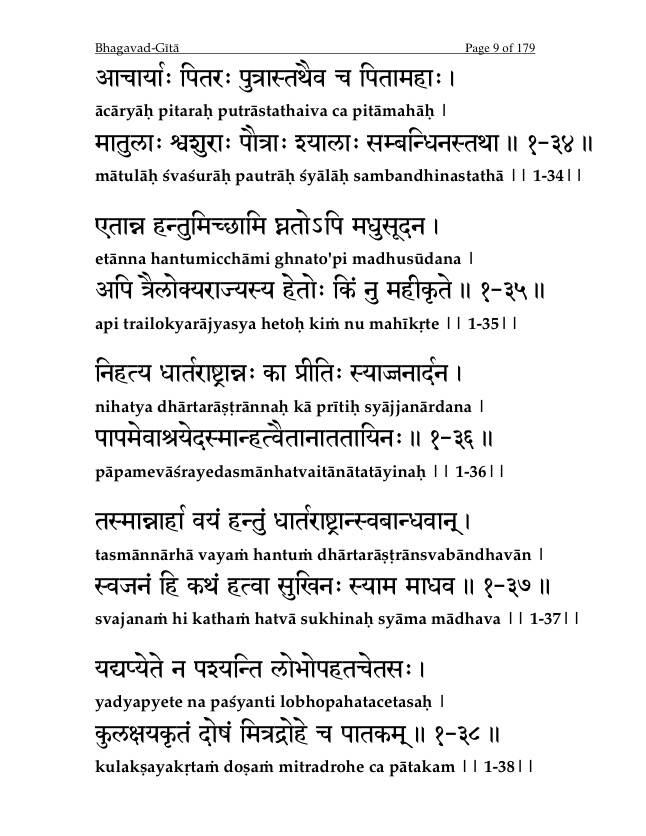 Bhagavad-Gītā Page 9 of 179
आचार्याः पितरः पुत्रास्तथैव च पितामहाः ।
ācāryāḥ pitaraḥ putrāstathaiva ca pitāmahāḥ |
मातुलाः श्वशुराः पौत्राः श्यालाः सम्बन्धिनस्तथा ॥ १-३४ ॥
mātulāḥ śvaśurāḥ pautrāḥ śyālāḥ sambandhinastathā || 1-34||
एतान्न हन्तुमिच्छामि घ्नतोऽपि मधुसूदन ।
etānna hantumicchāmi ghnato'pi madhusūdana |
अपि त्रैलोक्यराज्यस्य हेतोः किं नु महीकृते ॥ १-३५ ॥
api trailokyarājyasya hetoḥ kiṁ nu mahīkṛte || 1-35||
निहत्य धार्तराष्ट्रान्नः का प्रीतिः स्याज्जनार्दन ।
nihatya dhārtarāṣṭrānnaḥ kā prītiḥ syājjanārdana |
पापमेवाश्रयेदस्मान्हत्वैतानाततायिनः ॥ १-३६ ॥
pāpamevāśrayedasmānhatvaitānātatāyinaḥ || 1-36||
तस्मान्नार्हा वयं हन्तुं धार्तराष्ट्रान्स्वबान्धवान् ।
tasmānnārhā vayaṁ hantuṁ dhārtarāṣṭrānsvabāndhavān |
स्वजनं हि कथं हत्वा सुखिनः स्याम माधव ॥ १-३७ ॥
svajanaṁ hi kathaṁ hatvā sukhinaḥ syāma mādhava || 1-37||
यद्यप्येते न पश्यन्ति लोभोपहतचेतसः ।
yadyapyete na paśyanti lobhopahatacetasaḥ |
कुलक्षयकृतं दोषं मित्रद्रोहे च पातकम् ॥ १-३८ ॥
kulakṣayakṛtaṁ doṣaṁ mitradrohe ca pātakam || 1-38||